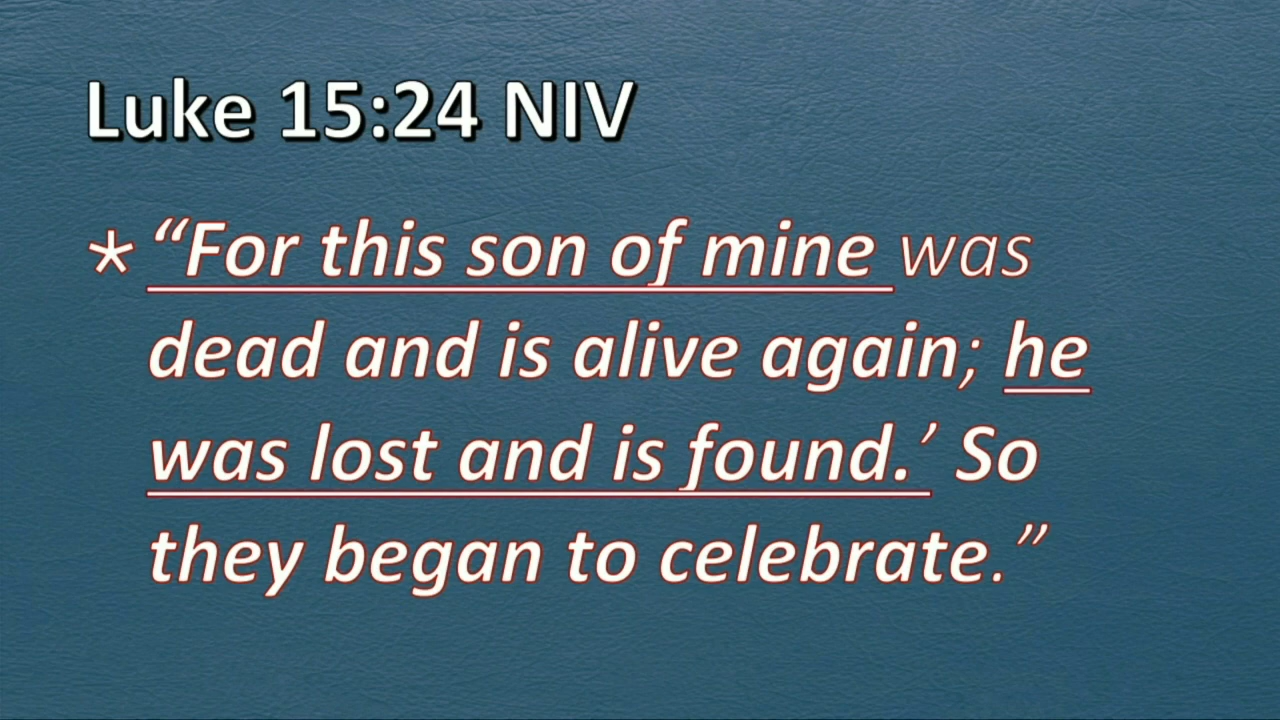 Luke 15:24 NIV
* “For this son of mine was
dead and is alive again; he
was lost and is found.’ So
they began to celebrate.”